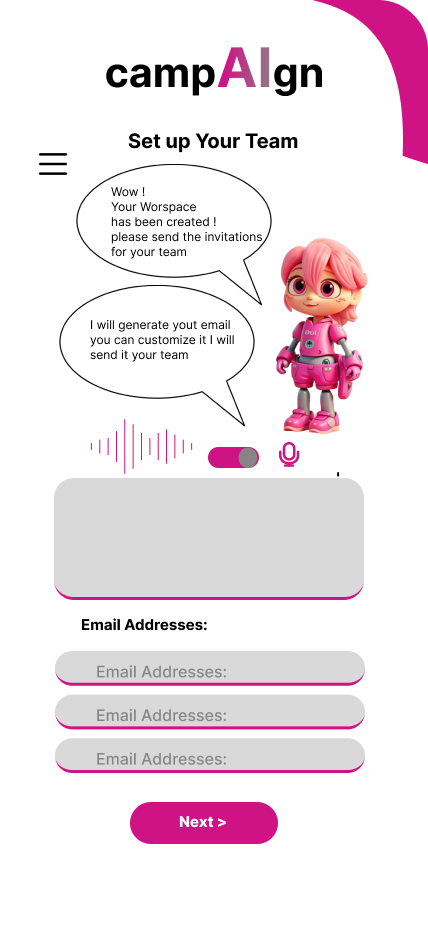 campAIgn
Set up Your Team
Wow !
Your Worspace
has been created !
please send the invitations
for your team
I will generate yout email
you can customize it I will
send it your team
Email Addresses:
Email Addresses:
Email Addresses:
Email Addresses:
Next >